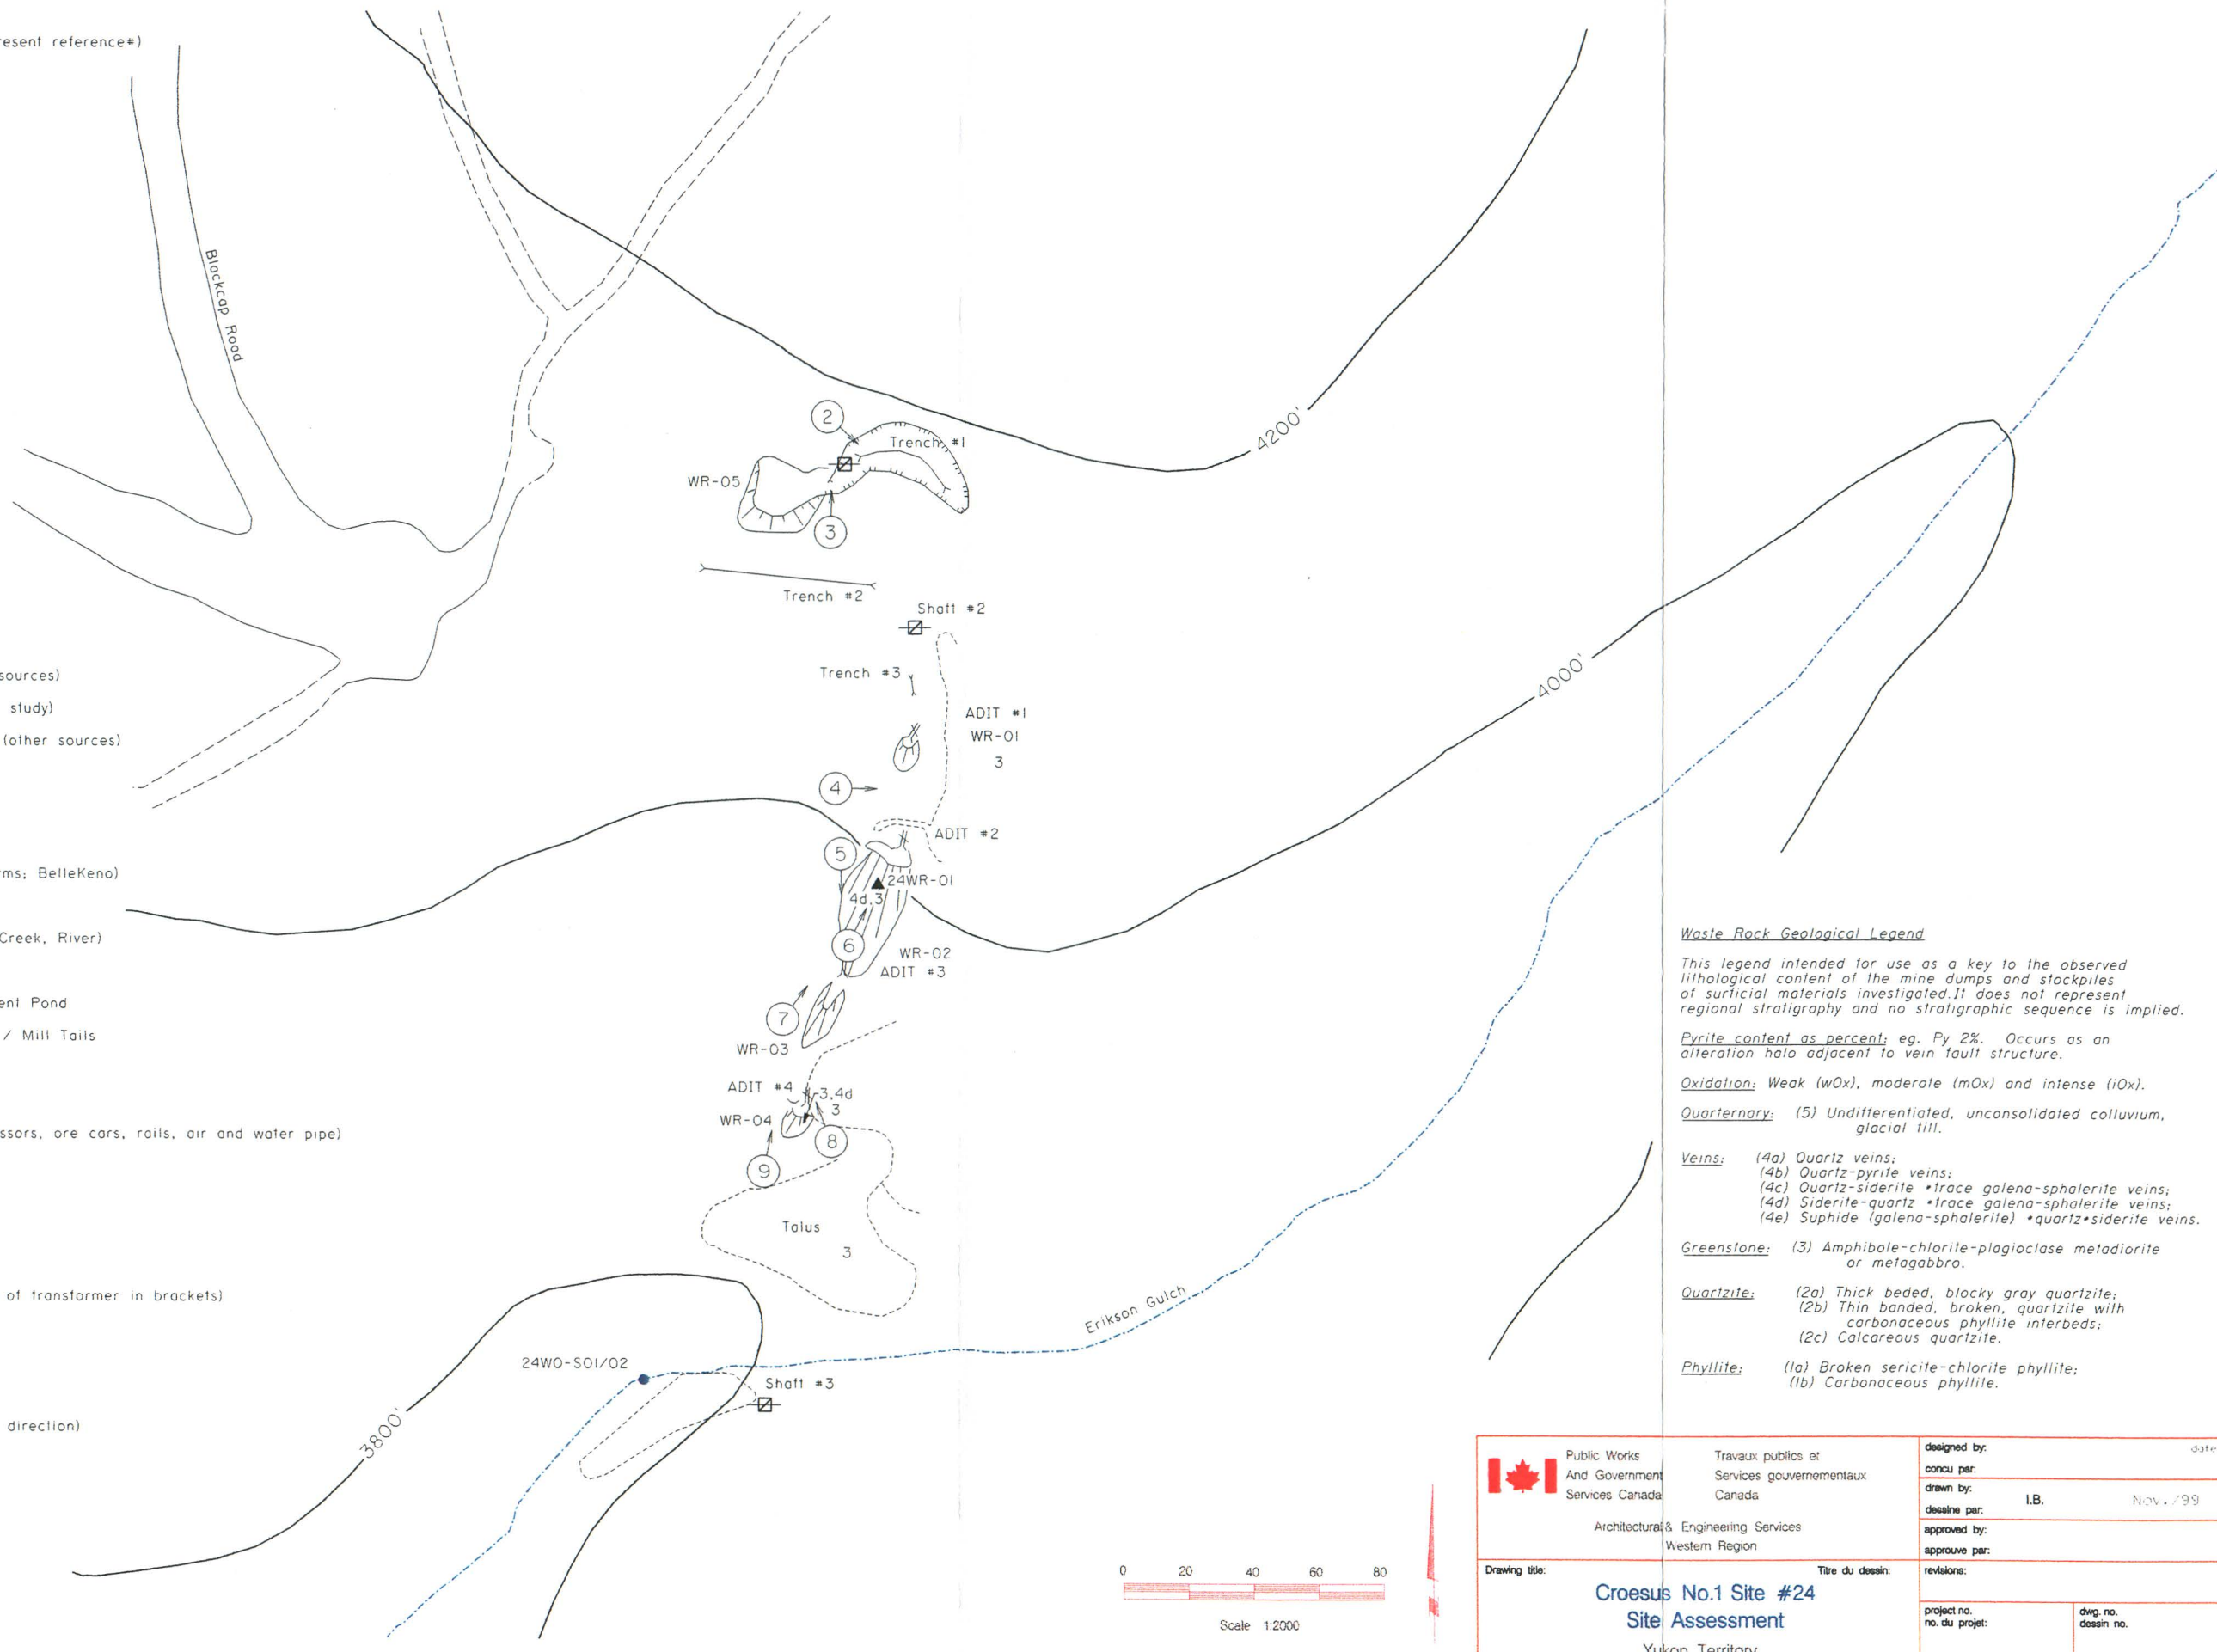 resent reference#)
sources)
study)
(other sources)
rms; BelleKeno)
Creek, River)
ent Pond
/ Mill Tails
ssors, ore cars, rails, air and water pipe)
of transformer in brackets)
direction)
Blackcap Road
2
Trench #1
WR-05
3
4200'
Trench #2
Shaft #2
Trench #3
ADIT #1
WR-01
3
4000'
4
ADIT #2
5
24WR-01
4d,3
6
WR-02
ADIT #3
7
WR-03
ADIT #4
3,4d
3
WR-04
8
9
Talus
3
Erikson Gulch
24WQ-S01/02
Shaft #3
3800'
Waste Rock Geological Legend
This legend intended for use as a key to the observed
lithological content of the mine dumps and stockpiles
of surficial materials investigated.It does not represent
regional stratigraphy and no stratigraphic sequence is implied.
Pyrite content as percent: eg. Py 2%. Occurs as an
alteration halo adjacent to vein fault structure.
Oxidation: Weak (wOx), moderate (mOx) and intense (iOx).
Quarternary: (5) Undifferentiated, unconsolidated colluvium,
glacial till.
Veins: (4a) Quartz veins;
(4b) Quartz-pyrite veins;
(4c) Quartz-siderite •trace galena-sphalerite veins;
(4d) Siderite-quartz •trace galena-sphalerite veins;
(4e) Suphide (galena-sphalerite) •quartz•siderite veins.
Greenstone: (3) Amphibole-chlorite-plagioclase metadiorite
or metagabbro.
Quartzite: (2a) Thick beded, blocky gray quartzite;
(2b) Thin banded, broken, quartzite with
carbonaceous phyllite interbeds;
(2c) Calcareous quartzite.
Phyllite: (1a) Broken sericite-chlorite phyllite;
(1b) Carbonaceous phyllite.
0 20 40 60 80
Scale 1:2000
Public Works
And Government
Services Canada
Travaux publics et
Services gouvernementaux
Canada
Architectural & Engineering Services
Western Region
designed by: date
concu par:
drawn by:
dessine par: I.B. Nov./99
approved by:
approuve par:
Drawing title: Titre du dessin:
Croesus No.1 Site #24
Site Assessment
Yukon Territory
revisions:
project no.
no. du projet:
dwg. no.
dessin no.